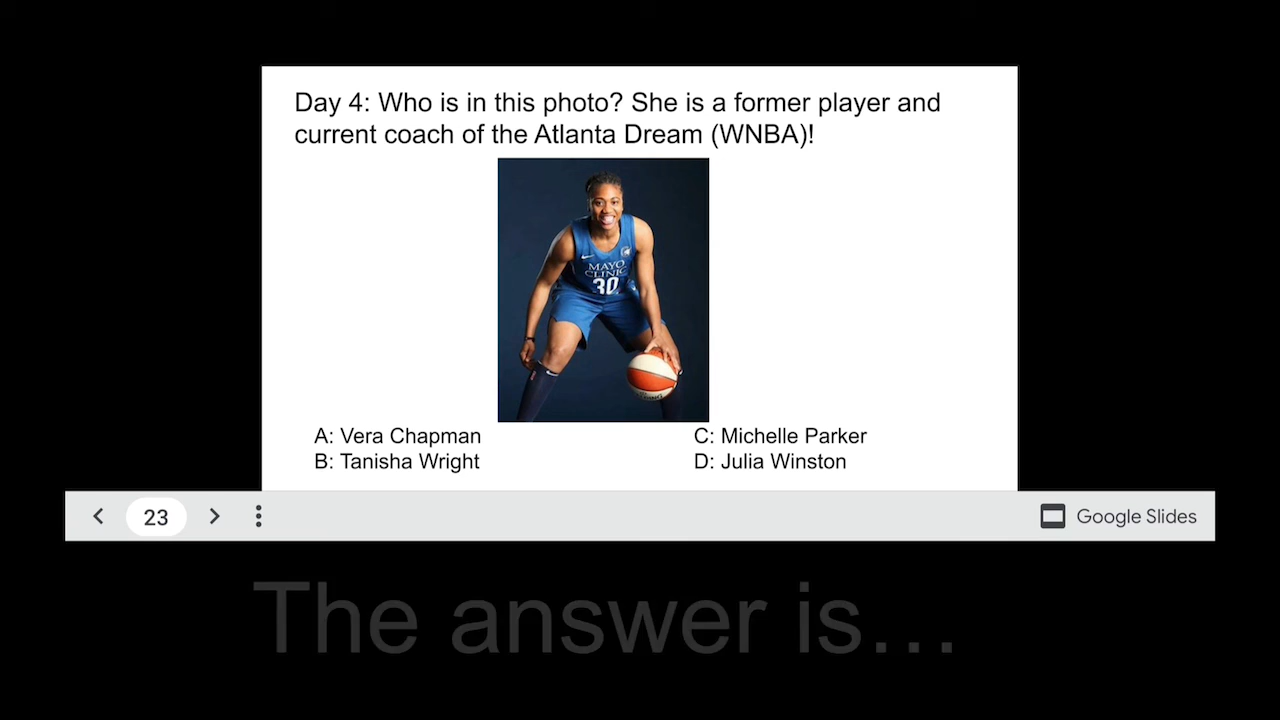 Day 4: Who is in this photo? She is a former player and
current coach of the Atlanta Dream (WNBA)!
MAYO
CLINIC
30
A: Vera Chapman
B: Tanisha Wright
C: Michelle Parker
D: Julia Winston
23
Google Slides
The answer is…